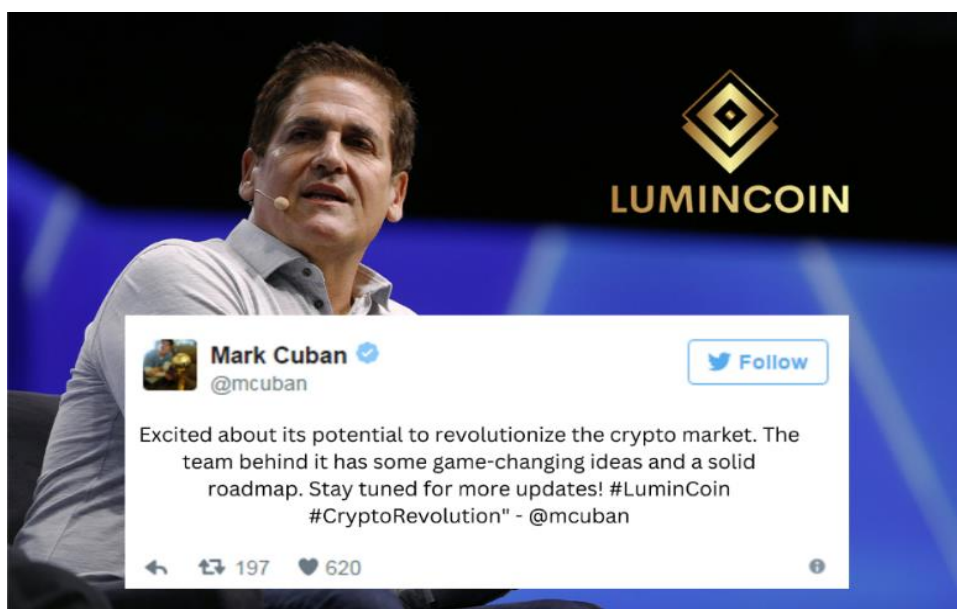 LUMINCOIN
Mark Cuban
@mcuban
Follow
Excited about its potential to revolutionize the crypto market. The
team behind it has some game-changing ideas and a solid
roadmap. Stay tuned for more updates! #LuminCoin
#CryptoRevolution" - @mcuban
197 620